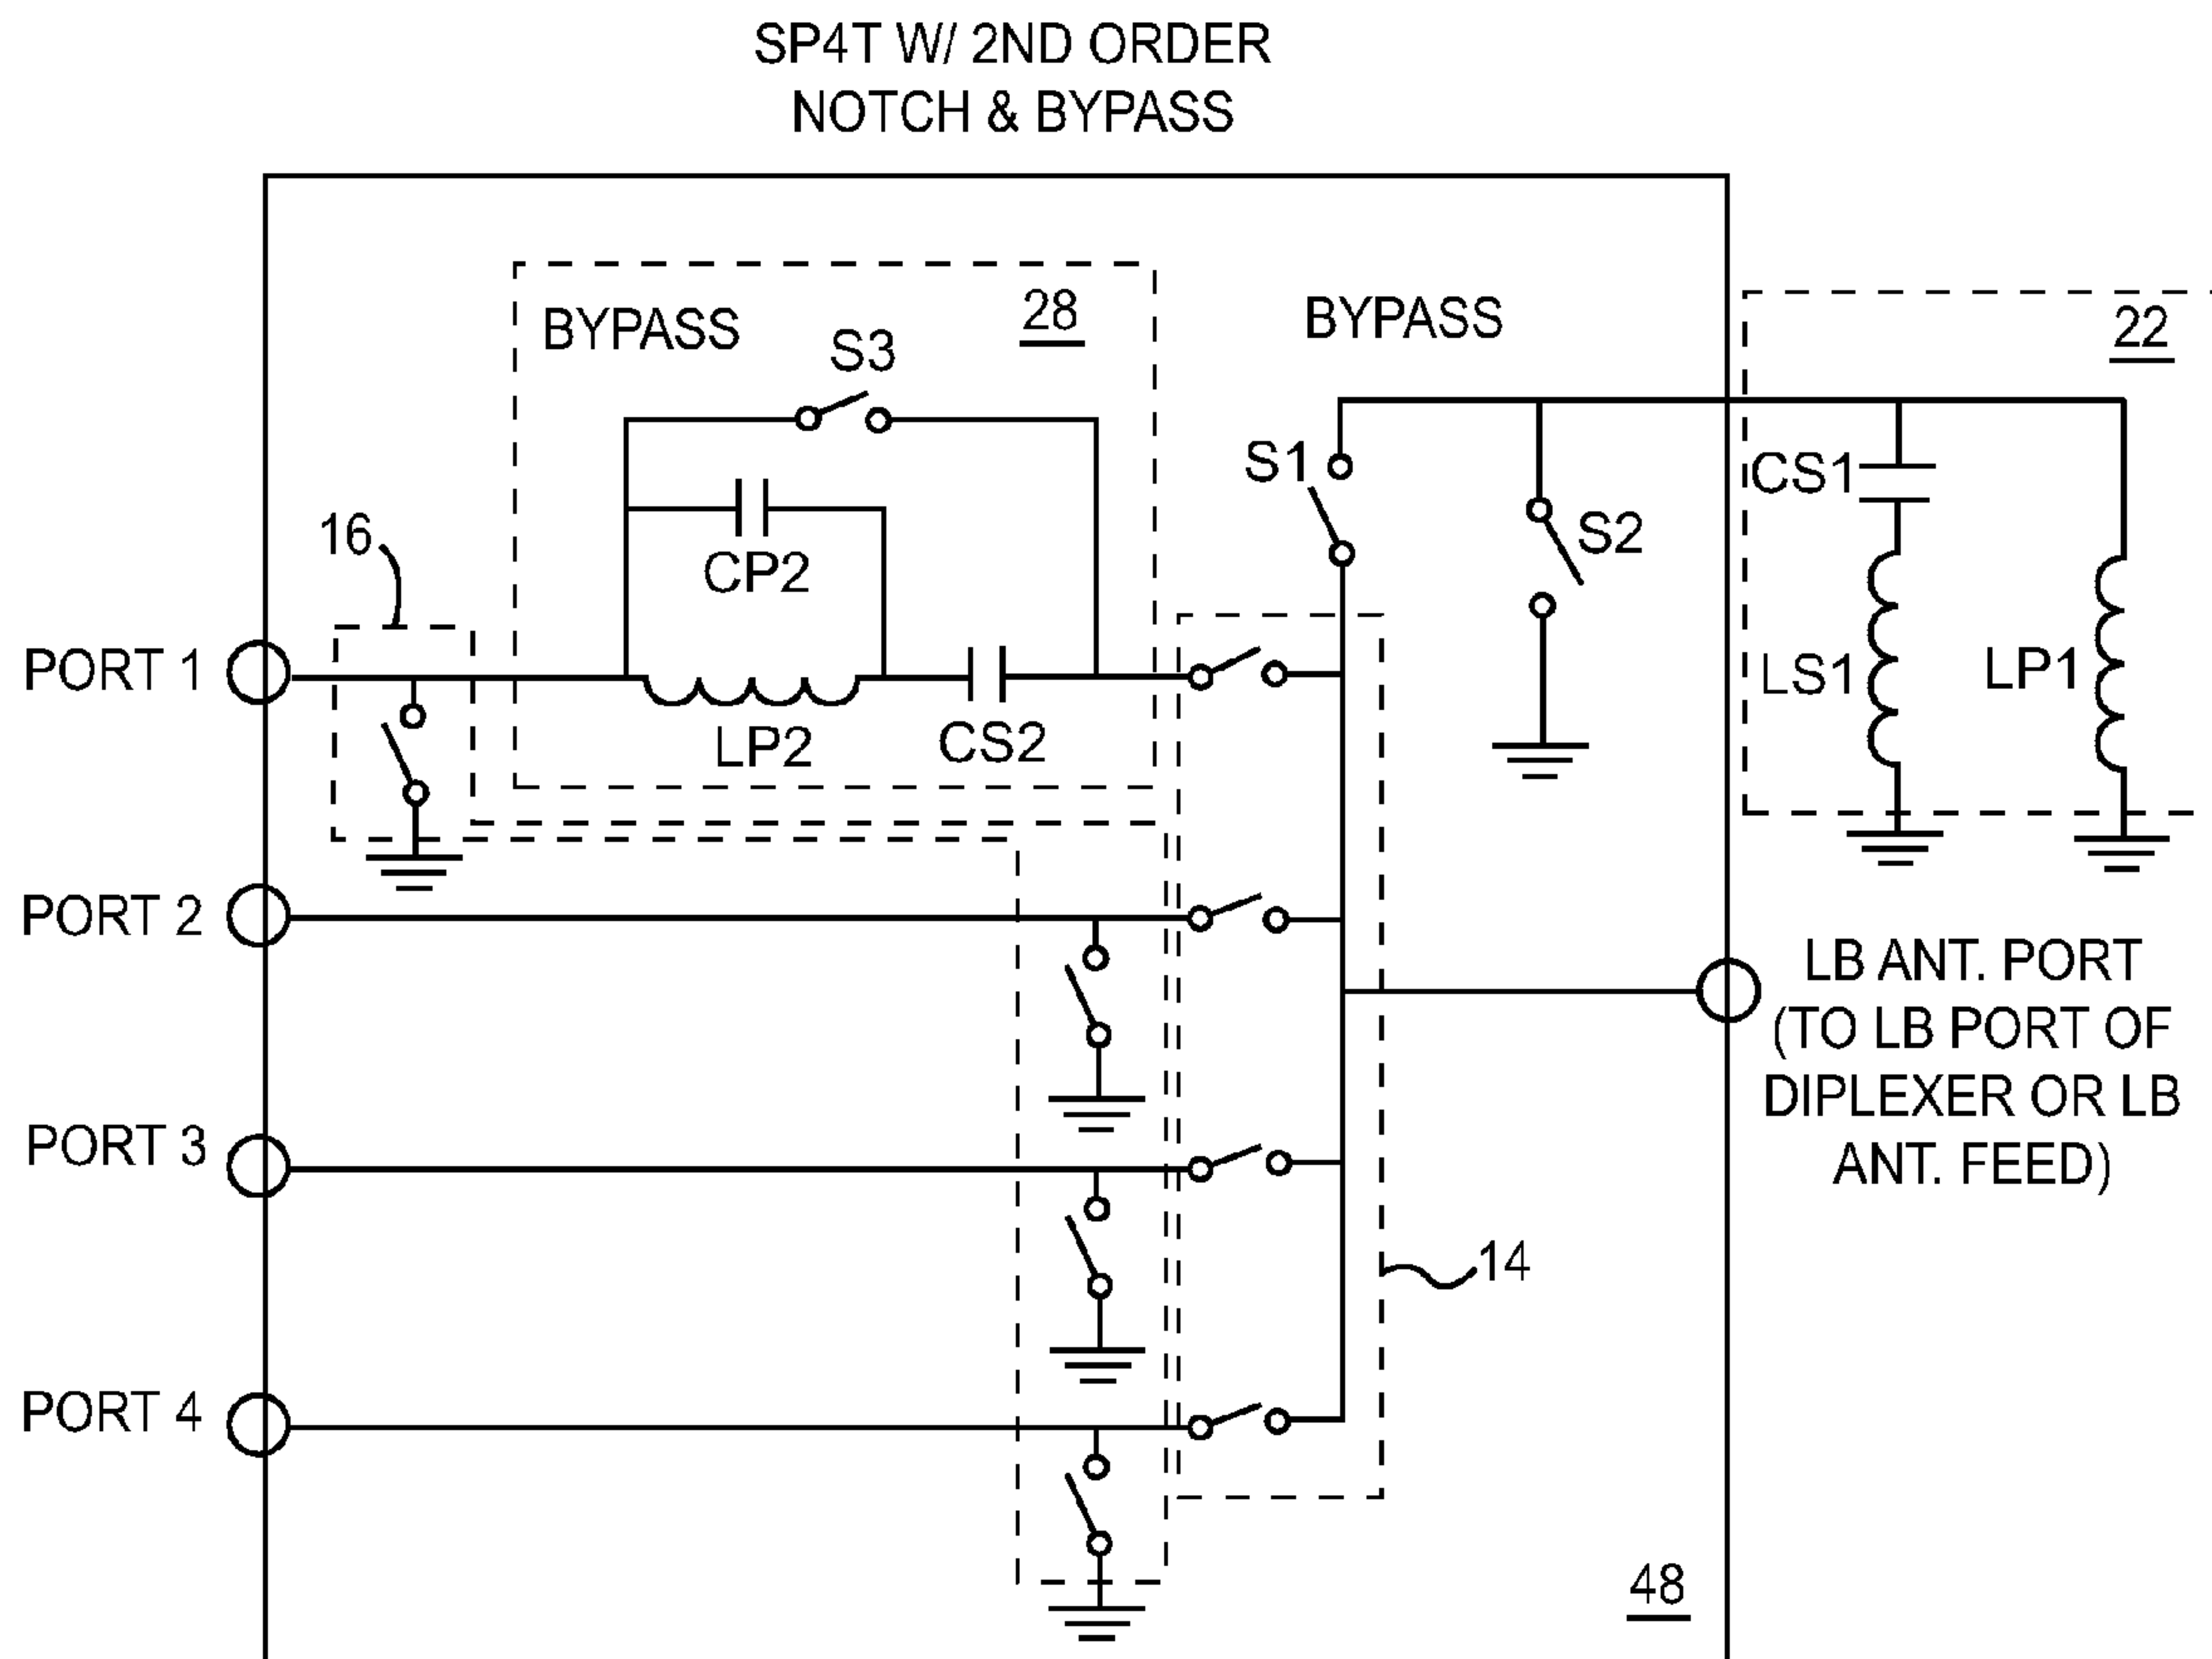 SP4T W/ 2ND ORDER
NOTCH & BYPASS
BYPASS
28
BYPASS
22
S3
S1
S2
CS1
16
CP2
PORT 1
LS1
LP1
LP2
CS2
PORT 2
LB ANT. PORT
(TO LB PORT OF
DIPLEXER OR LB
ANT. FEED)
PORT 3
14
PORT 4
48